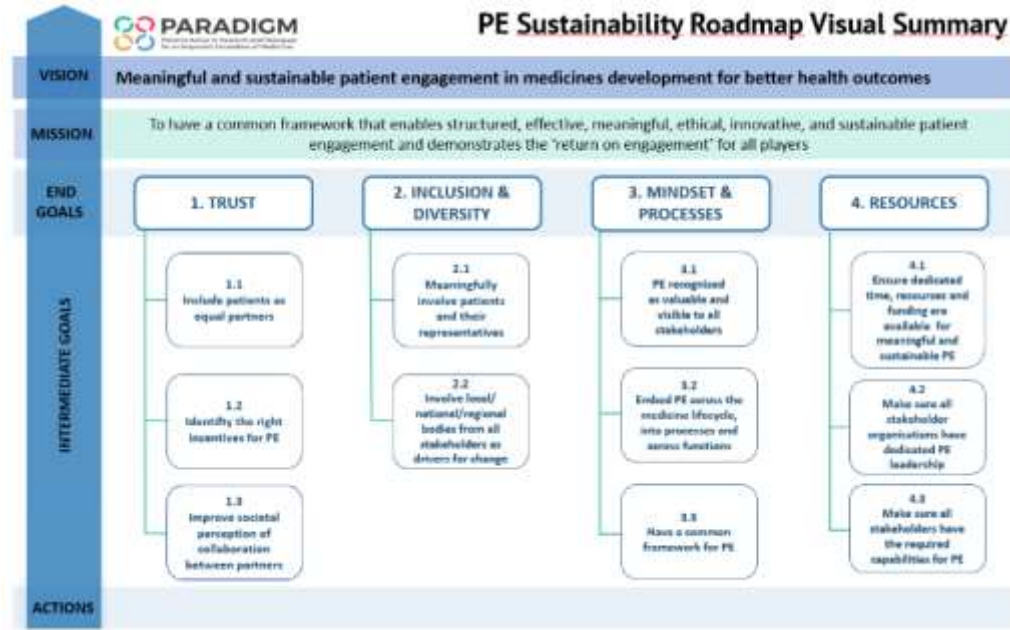 PARADIGM
PE Sustainability Roadmap Visual Summary
VISION
Meaningful and sustainable patient engagement in medicines development for better health outcomes
MISSION
To have a common framework that enables structured, effective, meaningful, ethical, innovative, and sustainable patient
engagement and demonstrates the 'return on engagement' for all players
END
GOALS
1. TRUST
2. INCLUSION &
DIVERSITY
3. MINDSET &
PROCESSES
4. RESOURCES
INTERMEDIATE GOALS
1.1
Include patients as
equal partners
1.2
Identify the right
incentives for PE
1.3
Improve societal
perception of
collaboration
between partners
2.1
Meaningfully
involve patients
and their
representatives
2.2
Involve local/
national/regional
bodies from all
stakeholders as
drivers for change
3.1
PE recognised
as valuable and
visible to all
stakeholders
3.2
Embed PE across the
medicine lifecycle,
into processes and
across functions
3.3
Have a common
framework for PE
4.1
Ensure dedicated
time, resources and
funding are
available for
meaningful and
sustainable PE
4.2
Make sure all
stakeholder
organisations have
dedicated PE
leadership
4.3
Make sure all
stakeholders have
the required
capabilities for PE
ACTIONS